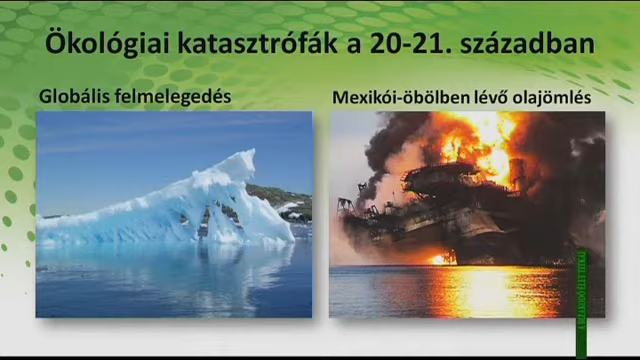 Ökológiai katasztrófák a 20-21. században
Globális felmelegedés
Mexikói-öbölben lévő olajömlés